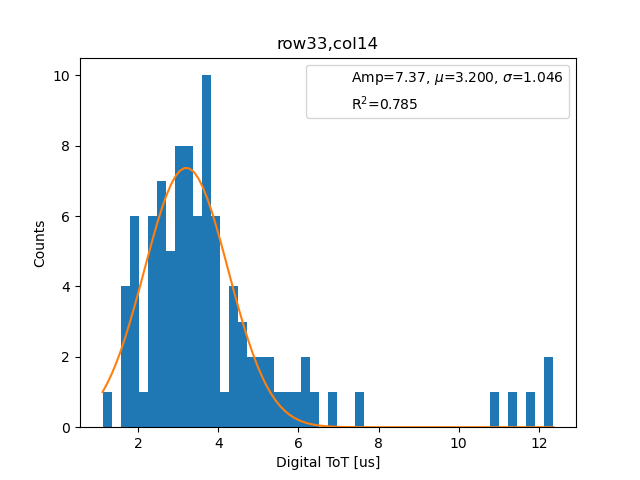 row33,col14
Amp=7.37, μ=3.200, σ=1.046
R²=0.785
Counts
10
8
6
4
2
0
2 4 6 8 10 12
Digital ToT [us]